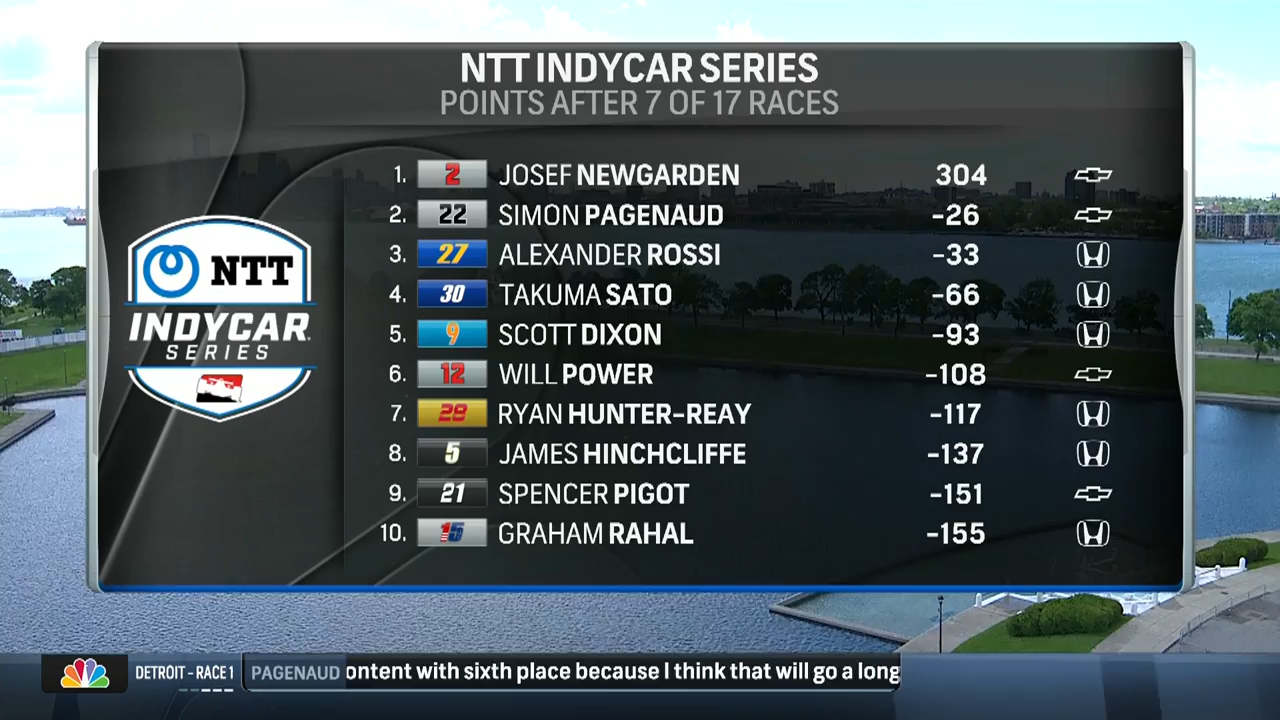 NTT INDYCAR SERIES
POINTS AFTER 7 OF 17 RACES
1. 2 JOSEF NEWGARDEN 304
2. 22 SIMON PAGENAUD -26
3. 27 ALEXANDER ROSSI -33
4. 30 TAKUMA SATO -66
5. 9 SCOTT DIXON -93
6. 12 WILL POWER -108
7. 28 RYAN HUNTER-REAY -117
8. 5 JAMES HINCHCLIFFE -137
9. 21 SPENCER PIGOT -151
10. 15 GRAHAM RAHAL -155
NTT
INDYCAR
SERIES
DETROIT - RACE 1 PAGENAUD ontent with sixth place because I think that will go a long